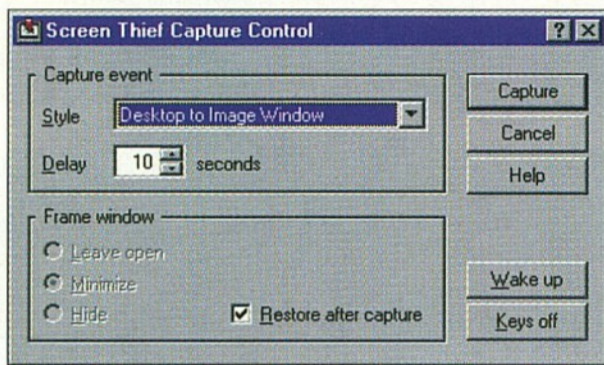 Screen Thief Capture Control
Capture event
Style Desktop to Image Window
Delay 10 seconds
Capture
Cancel
Help
Frame window
Leave open
Minimize
Hide
Restore after capture
Wake up
Keys off